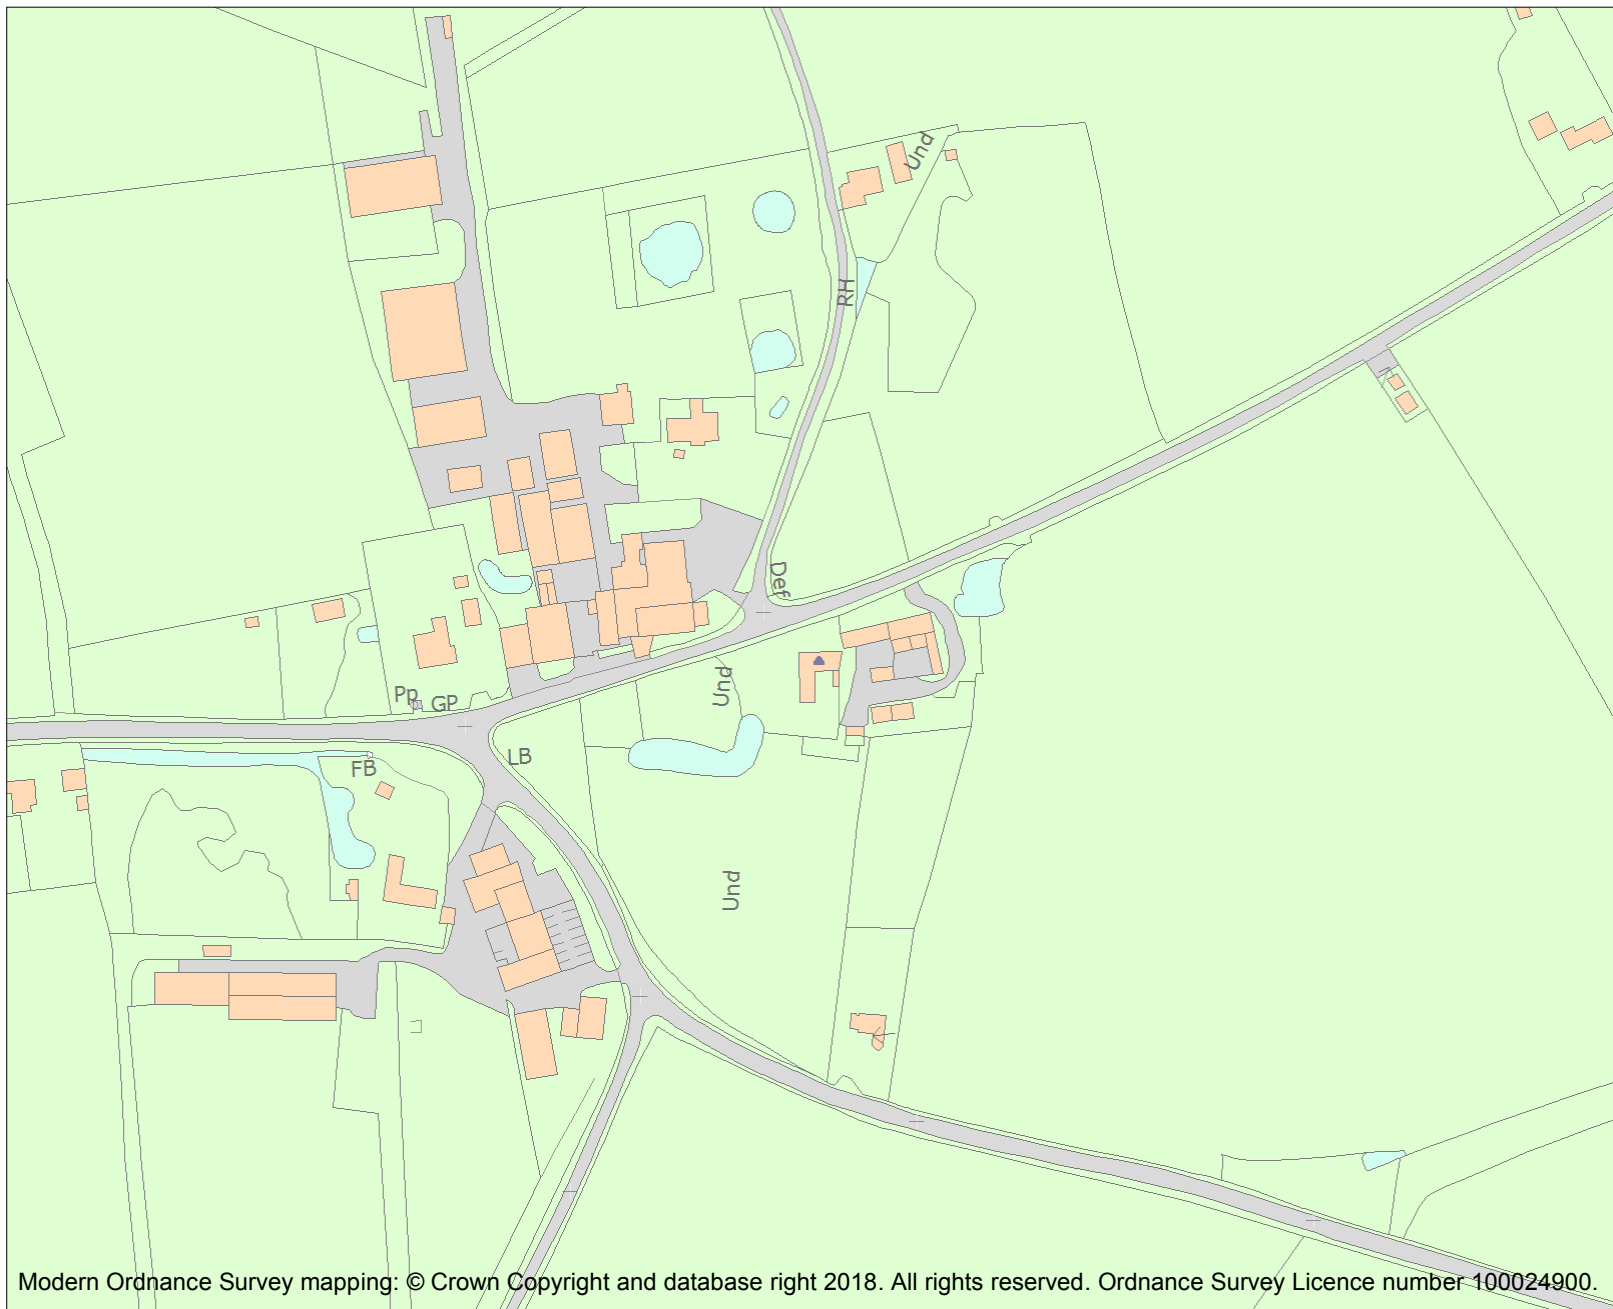 Und
RH
Def
Und
Pp
GP
LB
FB
Und
Modern Ordnance Survey mapping: © Crown Copyright and database right 2018. All rights reserved. Ordnance Survey Licence number 100024900.